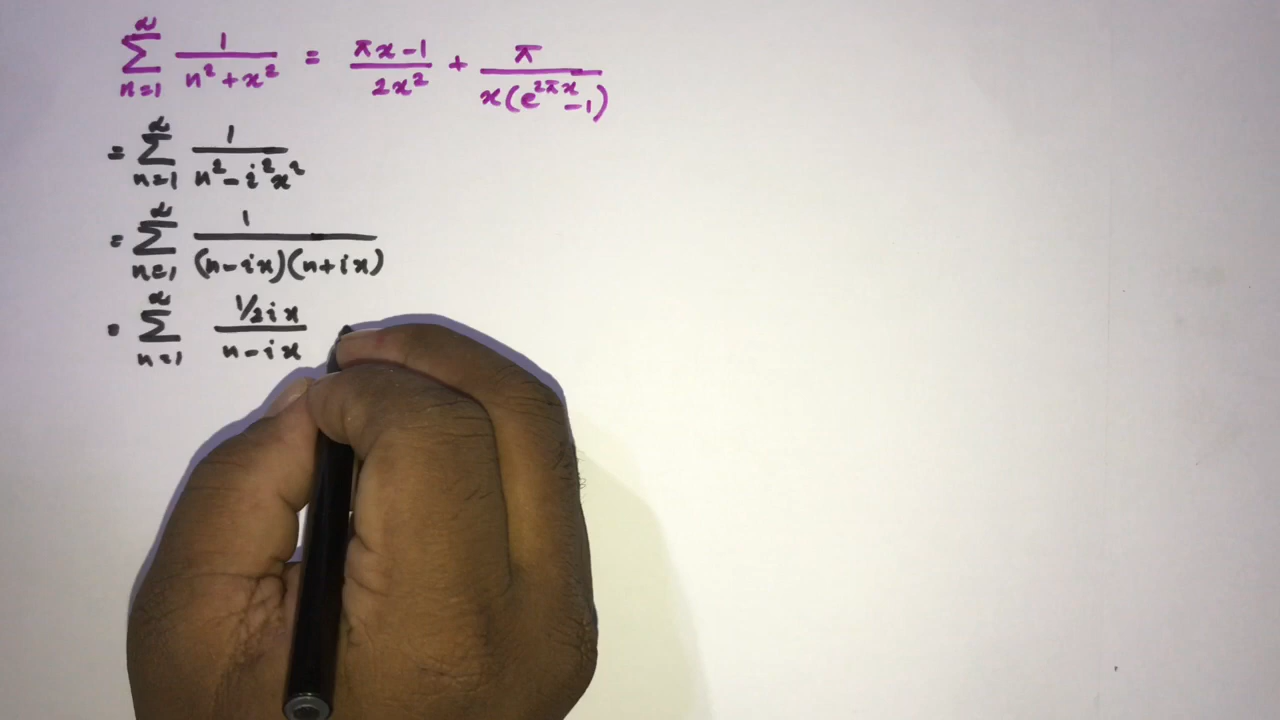 ∑_{n=1}^{∞} 1/(n²+x²) = (πx-1)/(2x²) + π/(x(e^{2πx}-1))
= ∑_{n=1}^{∞} 1/(n²-i²x²)
= ∑_{n=1}^{∞} 1/((n-ix)(n+ix))
= ∑_{n=1}^{∞} (1/2ix)/(n-ix)